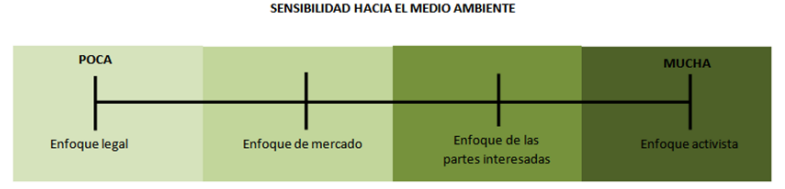 SENSIBILIDAD HACIA EL MEDIO AMBIENTE
POCA
MUCHA
Enfoque legal
Enfoque de mercado
Enfoque de las
partes interesadas
Enfoque activista